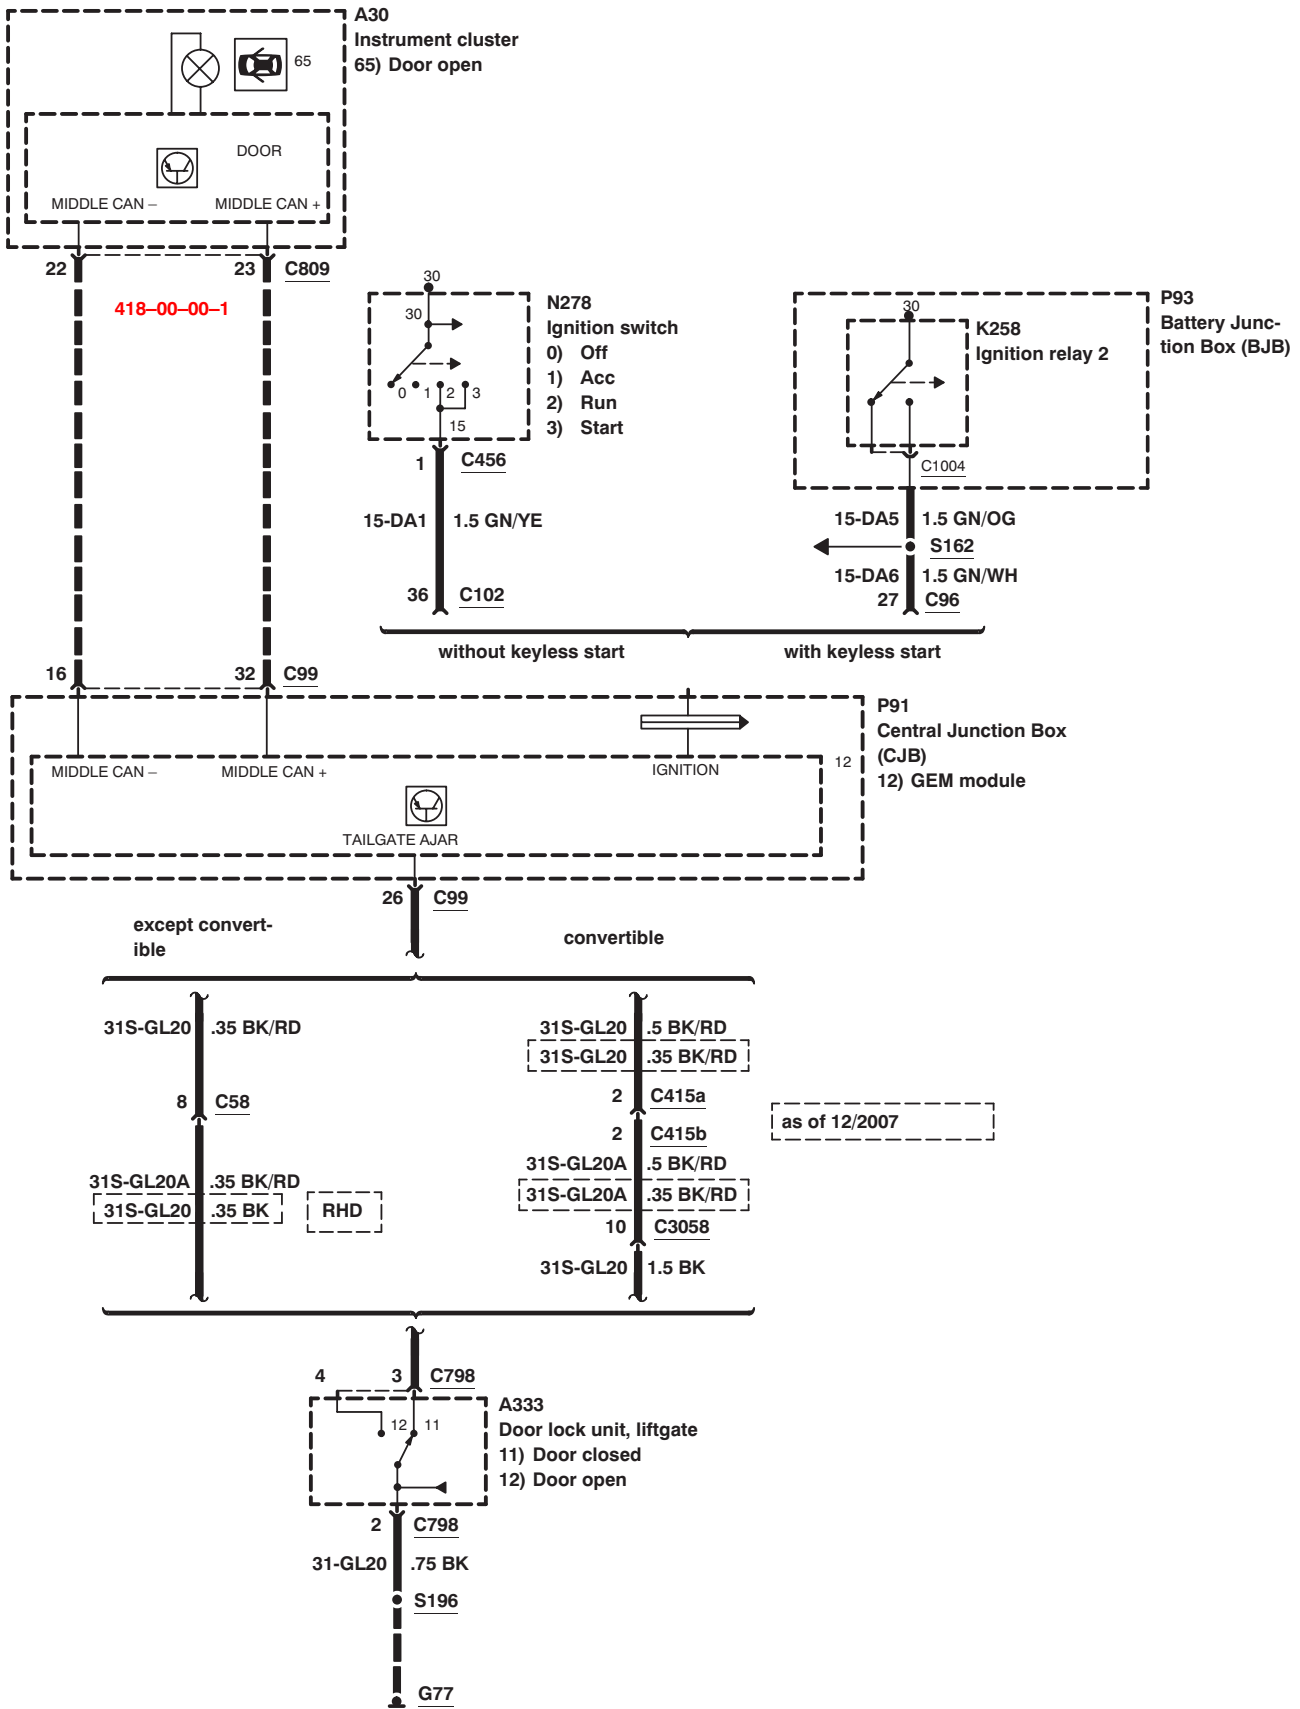 A30
Instrument cluster
65) Door open
65
DOOR
MIDDLE CAN –
MIDDLE CAN +
22
23
C809
418–00–00–1
30
30
0
1
2
3
15
N278
Ignition switch
0) Off
1) Acc
2) Run
3) Start
1
C456
15-DA1
1.5 GN/YE
36
C102
30
K258
Ignition relay 2
C1004
P93
Battery Junc-
tion Box (BJB)
15-DA5
1.5 GN/OG
S162
15-DA6
1.5 GN/WH
27
C96
without keyless start
with keyless start
16
32
C99
P91
Central Junction Box
(CJB)
12) GEM module
MIDDLE CAN –
MIDDLE CAN +
IGNITION
12
TAILGATE AJAR
26
C99
except convert-
ible
convertible
31S-GL20
.35 BK/RD
8
C58
31S-GL20A
.35 BK/RD
31S-GL20
.35 BK
RHD
31S-GL20
.5 BK/RD
31S-GL20
.35 BK/RD
2
C415a
2
C415b
31S-GL20A
.5 BK/RD
31S-GL20A
.35 BK/RD
10
C3058
31S-GL20
1.5 BK
as of 12/2007
4
3
C798
12
11
A333
Door lock unit, liftgate
11) Door closed
12) Door open
2
C798
31-GL20
.75 BK
S196
G77